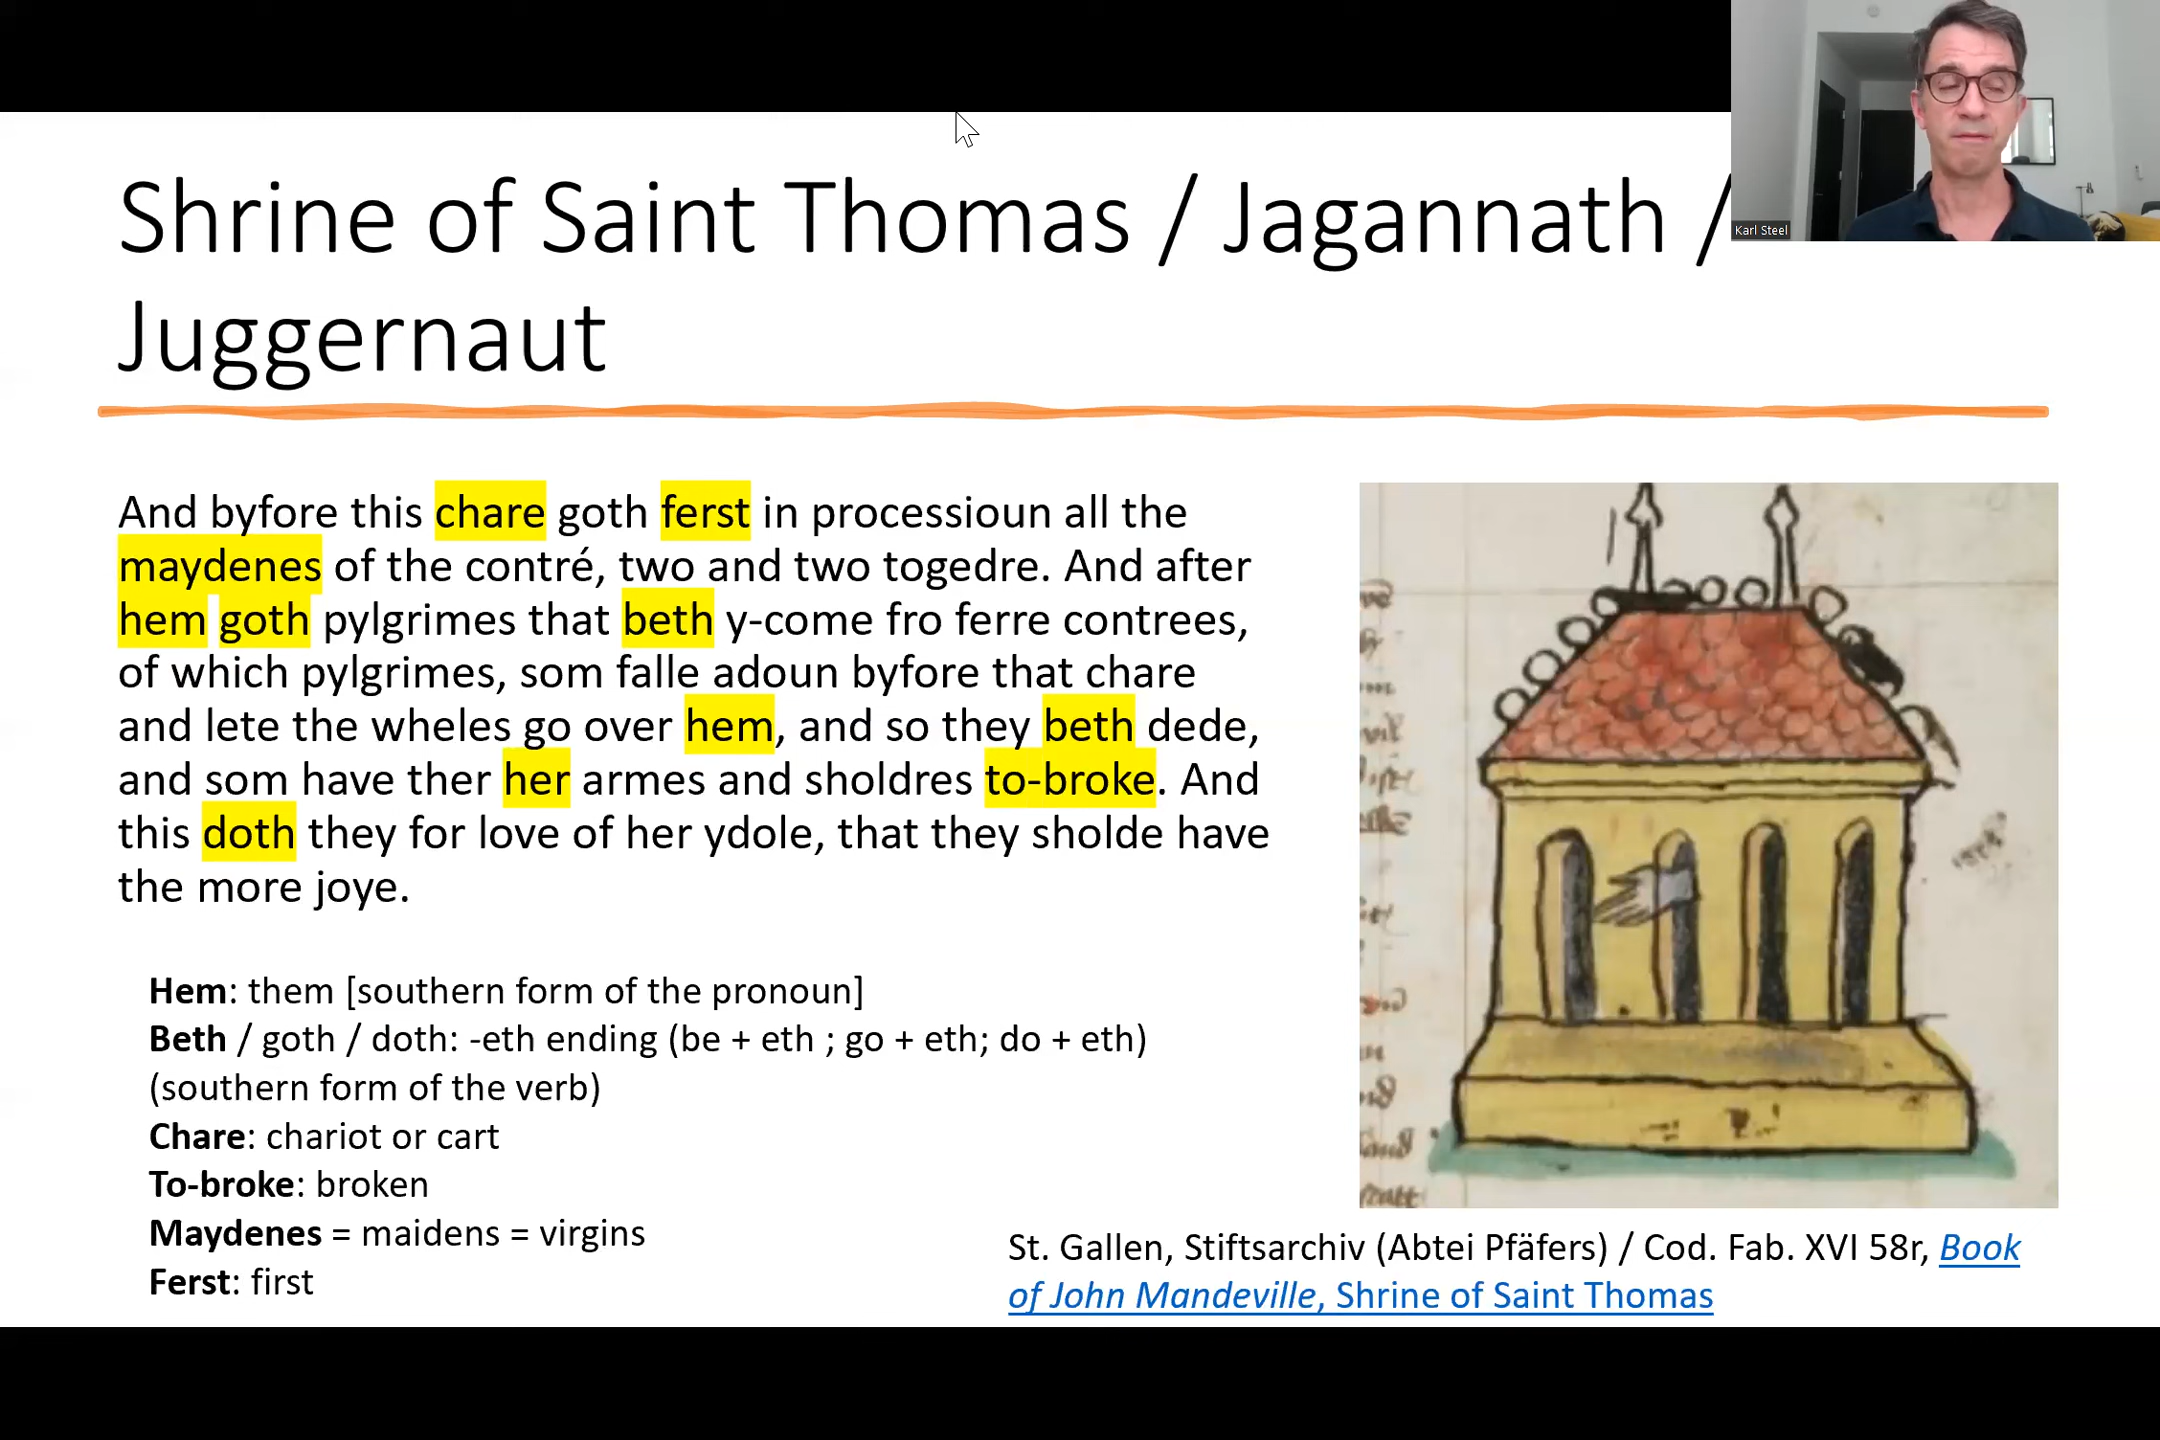 Shrine of Saint Thomas / Jagannath /
Juggernaut
Karl Steel
And byfore this chare goth ferst in processioun all the
maydenes of the contré, two and two togedre. And after
hem goth pylgrimes that beth y-come fro ferre contrees,
of which pylgrimes, som falle adoun byfore that chare
and lete the wheles go over hem, and so they beth dede,
and som have ther her armes and sholdres to-broke. And
this doth they for love of her ydole, that they sholde have
the more joye.
Hem: them [southern form of the pronoun]
Beth / goth / doth: -eth ending (be + eth ; go + eth; do + eth)
(southern form of the verb)
Chare: chariot or cart
To-broke: broken
Maydenes = maidens = virgins
Ferst: first
St. Gallen, Stiftsarchiv (Abtei Pfäfers) / Cod. Fab. XVI 58r, Book
of John Mandeville, Shrine of Saint Thomas